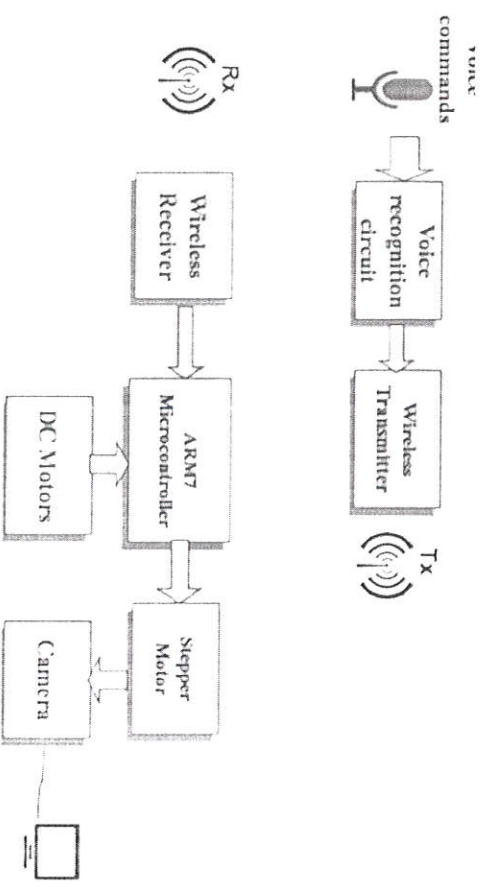 commands
Voice
recognition
circuit
Wireless
Transmitter
Tx
Rx
Wireless
Receiver
ARM7
Microcontroller
Stepper
Motor
DC Motors
Camera